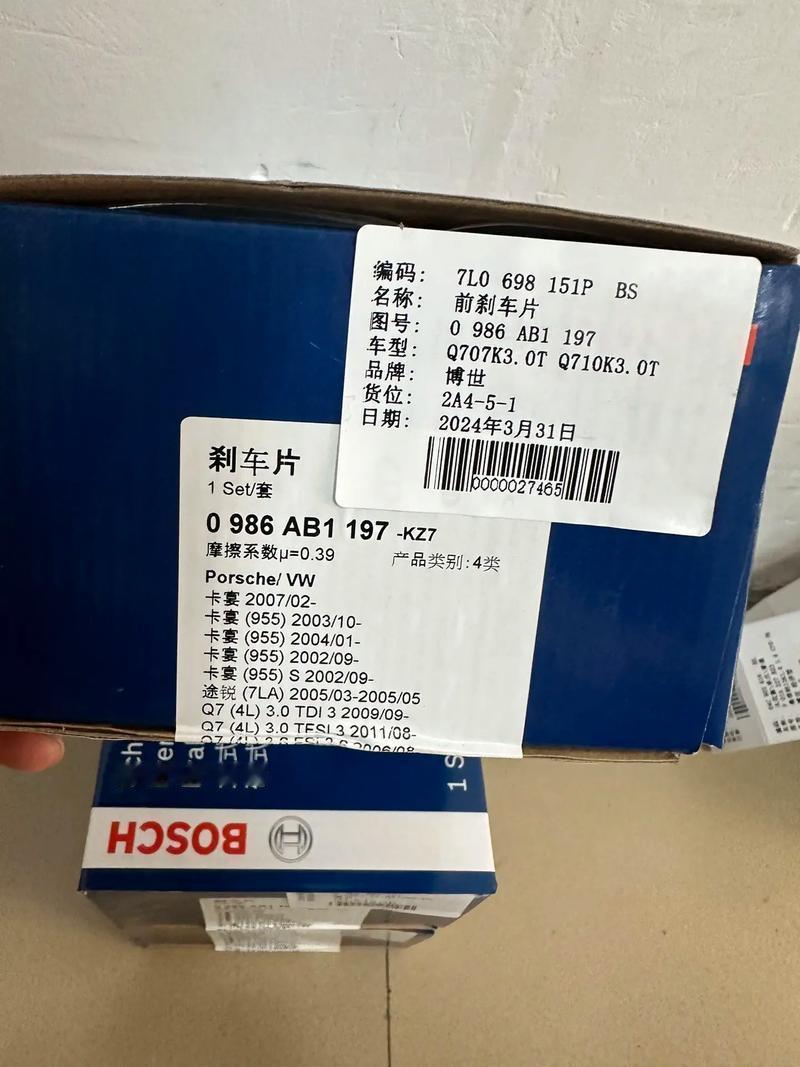 编码: 7L0 698 151P BS
名称: 前刹车片
图号: 0 986 AB1 197
车型: Q707K3.0T Q710K3.0T
品牌: 博世
货位: 2A4-5-1
日期: 2024年3月31日
0000027465
刹车片
1 Set/套
0 986 AB1 197 -KZ7
摩擦系数μ=0.39 产品类别:4类
Porsche/ VW
卡宴 2007/02-
卡宴 (955) 2003/10-
卡宴 (955) 2004/01-
卡宴 (955) 2002/09-
卡宴 (955) S 2002/09-
途锐 (7LA) 2005/03-2005/05
Q7 (4L) 3.0 TDI 3 2009/09-
Q7 (4L) 3.0 TFSI 3 2011/08-
1 S
BOSCH